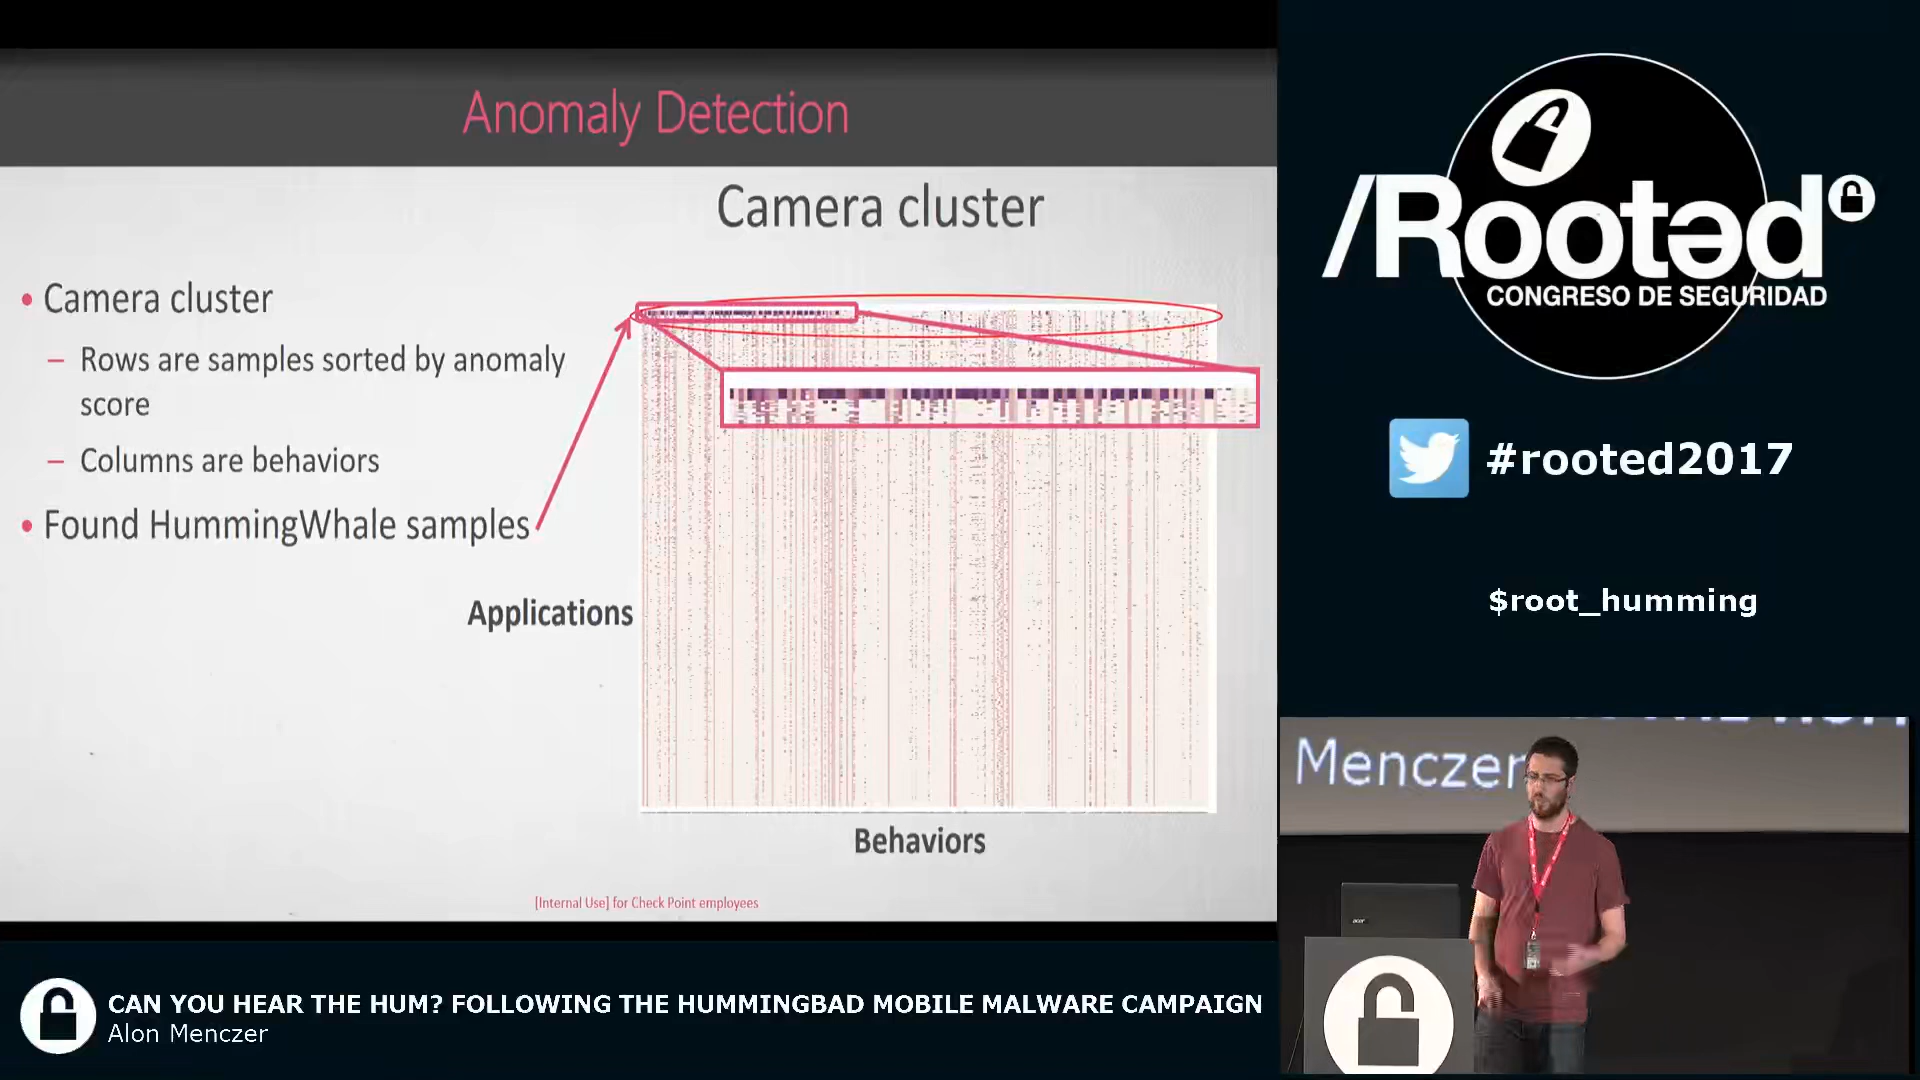 Anomaly Detection
Camera cluster
• Camera cluster
– Rows are samples sorted by anomaly
score
– Columns are behaviors
• Found HummingWhale samples
Applications
Behaviors
[Internal Use] for Check Point employees
/Rootəd
CONGRESO DE SEGURIDAD
#rooted2017
$root_humming
Menczer
acer
CAN YOU HEAR THE HUM? FOLLOWING THE HUMMINGBAD MOBILE MALWARE CAMPAIGN
Alon Menczer